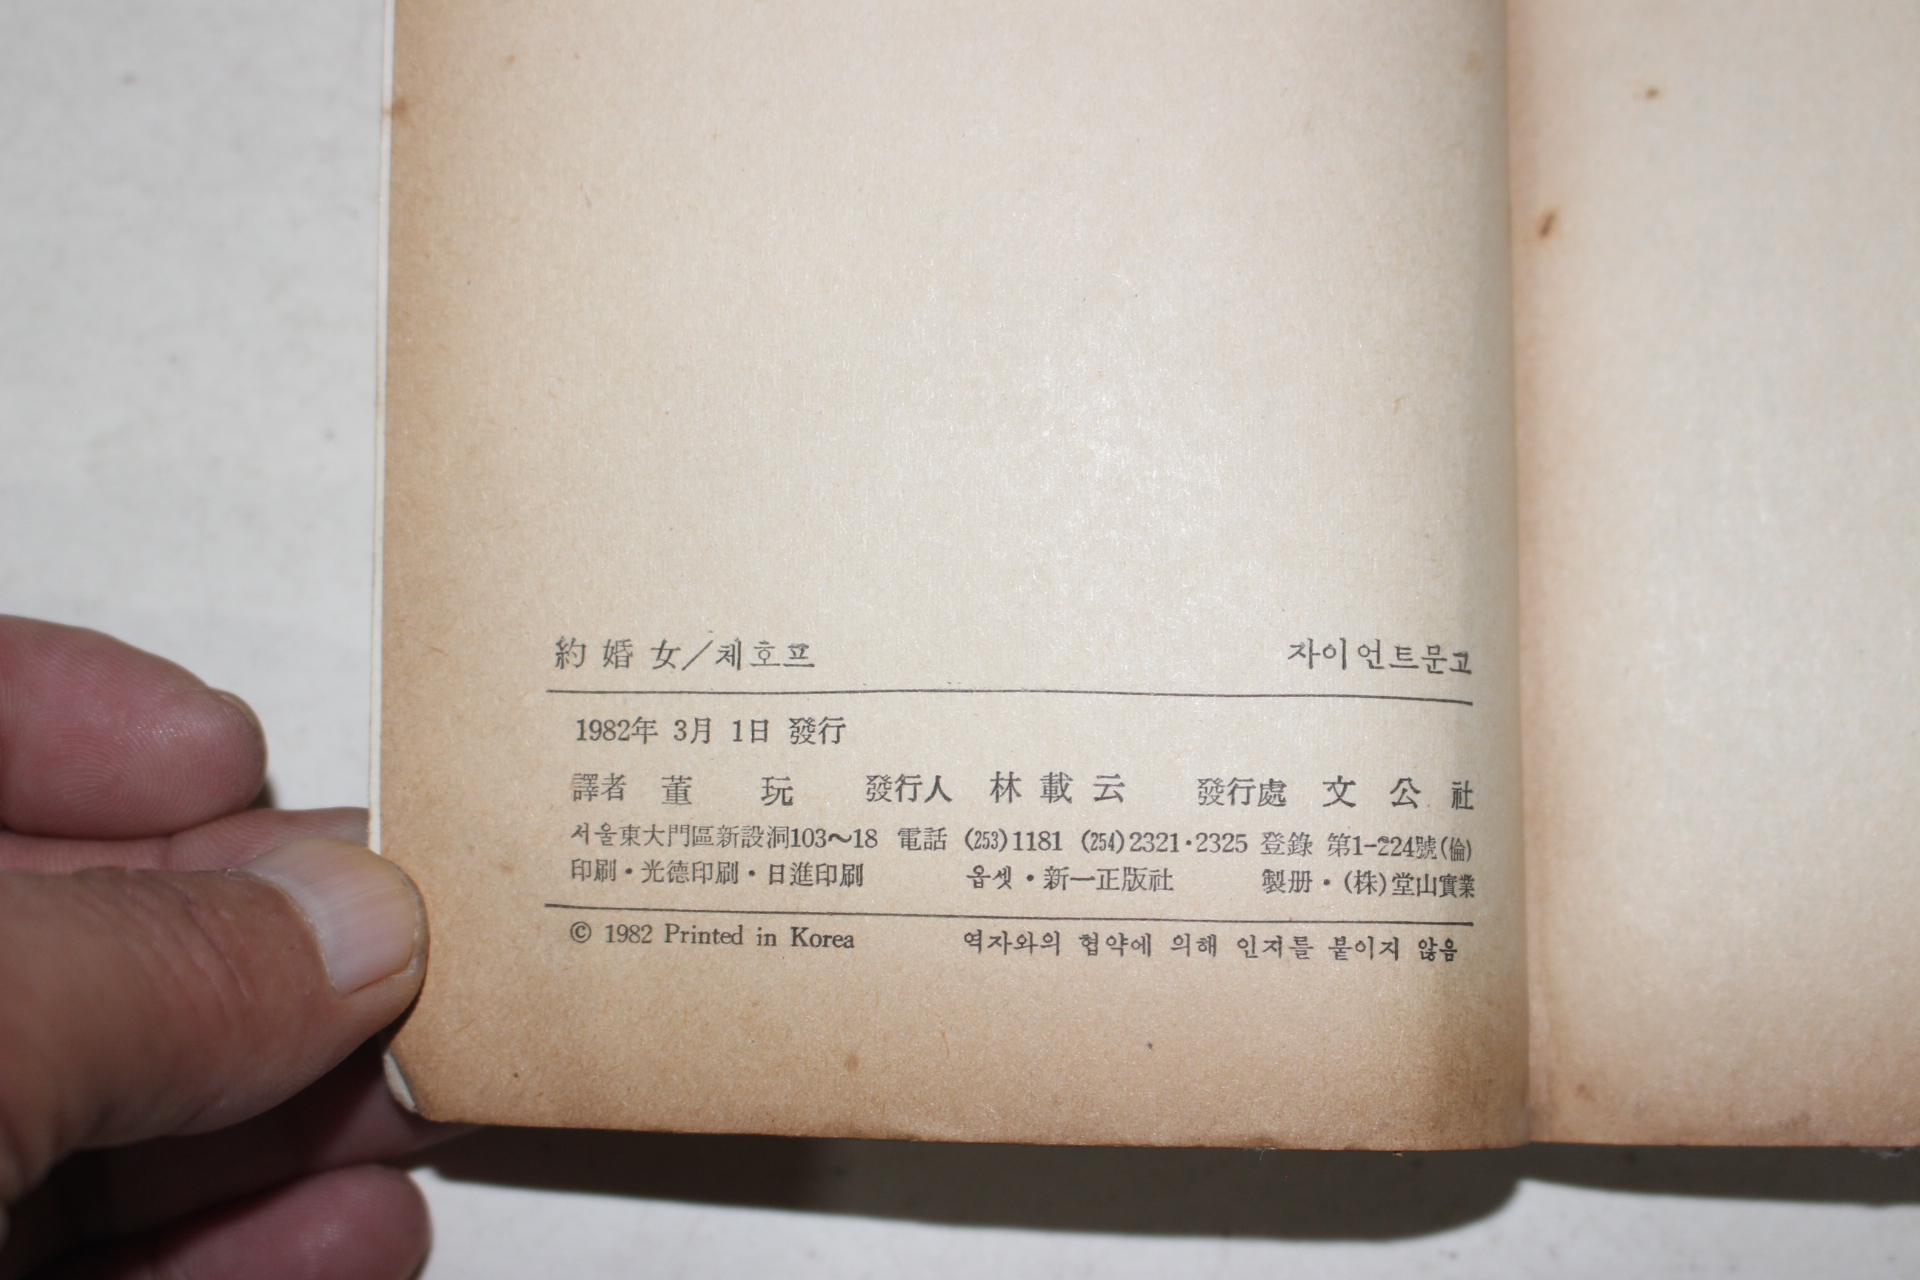 約婚女/체호프 자이언트문고
1982年 3月 1日 發行
譯者 董玩 發行人 林載云 發行處 文公社
서울東大門區新設洞103~18 電話 (253)1181 (254)2321·2325 登錄 第1-224號(倫)
印刷·光德印刷·日進印刷 옵셋·新一正版社 製册·(株)堂山實業
© 1982 Printed in Korea 역자와의 협약에 의해 인지를 붙이지 않음